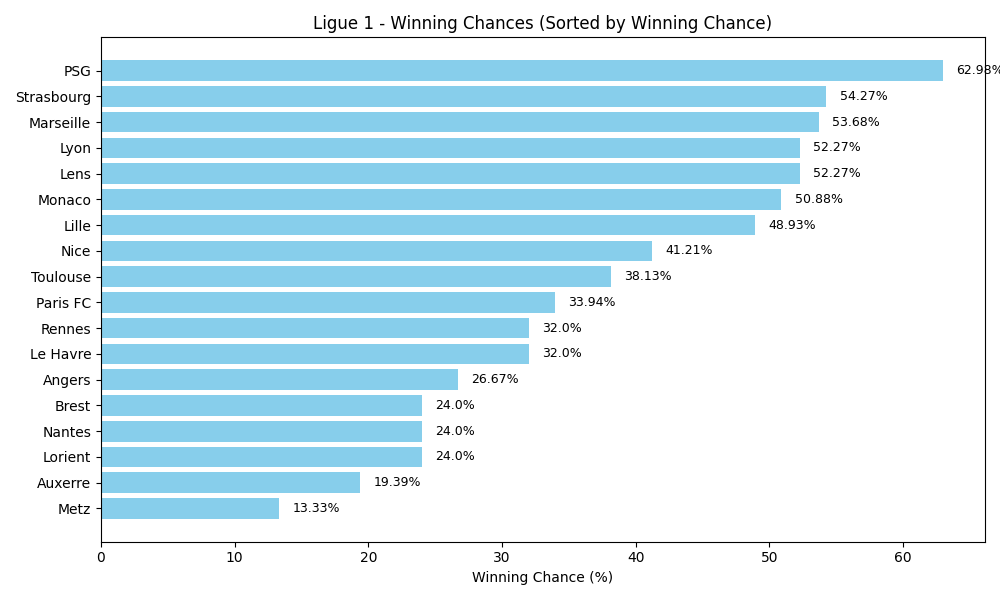 Ligue 1 - Winning Chances (Sorted by Winning Chance)
PSG 62.98%
Strasbourg 54.27%
Marseille 53.68%
Lyon 52.27%
Lens 52.27%
Monaco 50.88%
Lille 48.93%
Nice 41.21%
Toulouse 38.13%
Paris FC 33.94%
Rennes 32.0%
Le Havre 32.0%
Angers 26.67%
Brest 24.0%
Nantes 24.0%
Lorient 24.0%
Auxerre 19.39%
Metz 13.33%
0 10 20 30 40 50 60
Winning Chance (%)